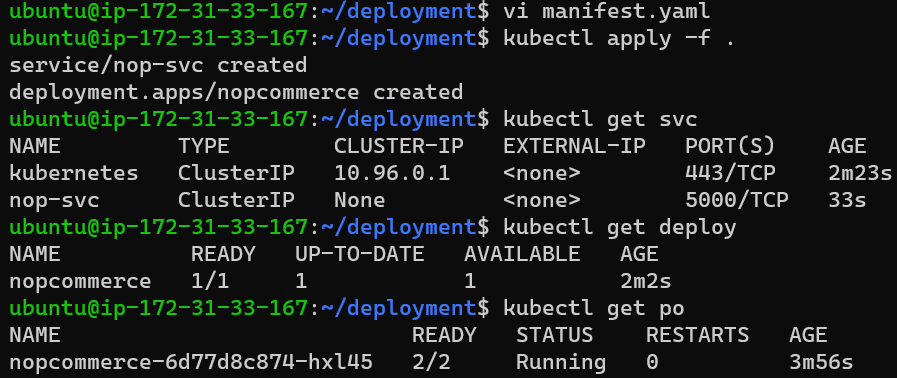 ubuntu@ip-172-31-33-167:~/deployment$ vi manifest.yaml
ubuntu@ip-172-31-33-167:~/deployment$ kubectl apply -f .
service/nop-svc created
deployment.apps/nopcommerce created
ubuntu@ip-172-31-33-167:~/deployment$ kubectl get svc
NAME         TYPE        CLUSTER-IP   EXTERNAL-IP   PORT(S)    AGE
kubernetes   ClusterIP   10.96.0.1    <none>        443/TCP    2m23s
nop-svc      ClusterIP   None         <none>        5000/TCP   33s
ubuntu@ip-172-31-33-167:~/deployment$ kubectl get deploy
NAME          READY   UP-TO-DATE   AVAILABLE   AGE
nopcommerce   1/1     1            1           2m2s
ubuntu@ip-172-31-33-167:~/deployment$ kubectl get po
NAME                           READY   STATUS    RESTARTS   AGE
nopcommerce-6d77d8c874-hxl45   2/2     Running   0          3m56s